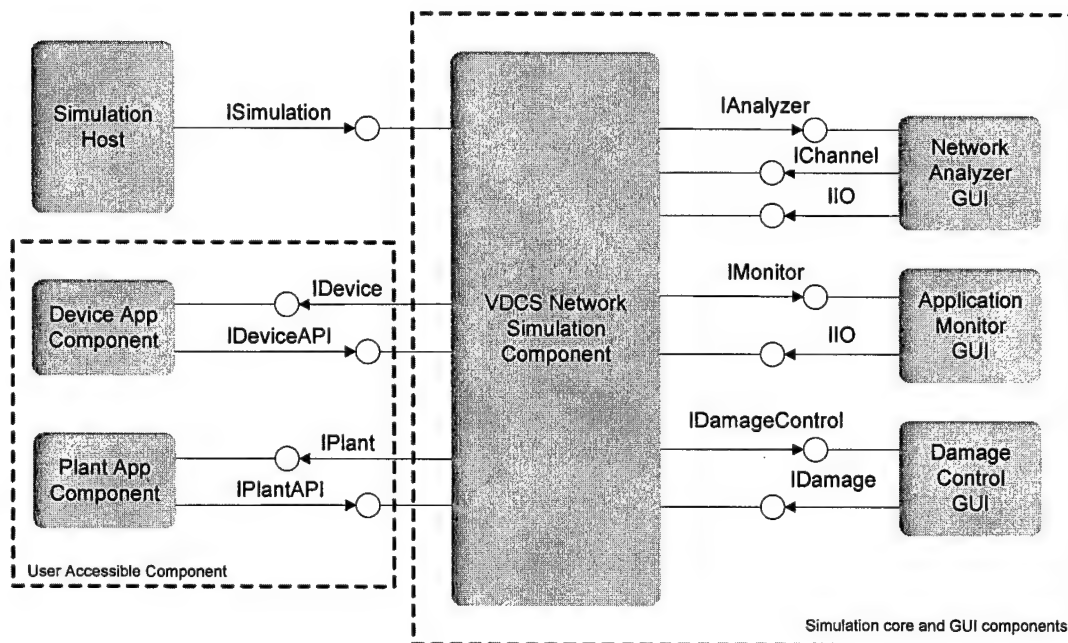 Simulation
Host
ISimulation
Device App
Component
IDevice
IDeviceAPI
Plant App
Component
IPlant
IPlantAPI
User Accessible Component
VDCS Network
Simulation
Component
IAnalyzer
IChannel
IIO
Network
Analyzer
GUI
IMonitor
IIO
Application
Monitor
GUI
IDamageControl
IDamage
Damage
Control
GUI
Simulation core and GUI components